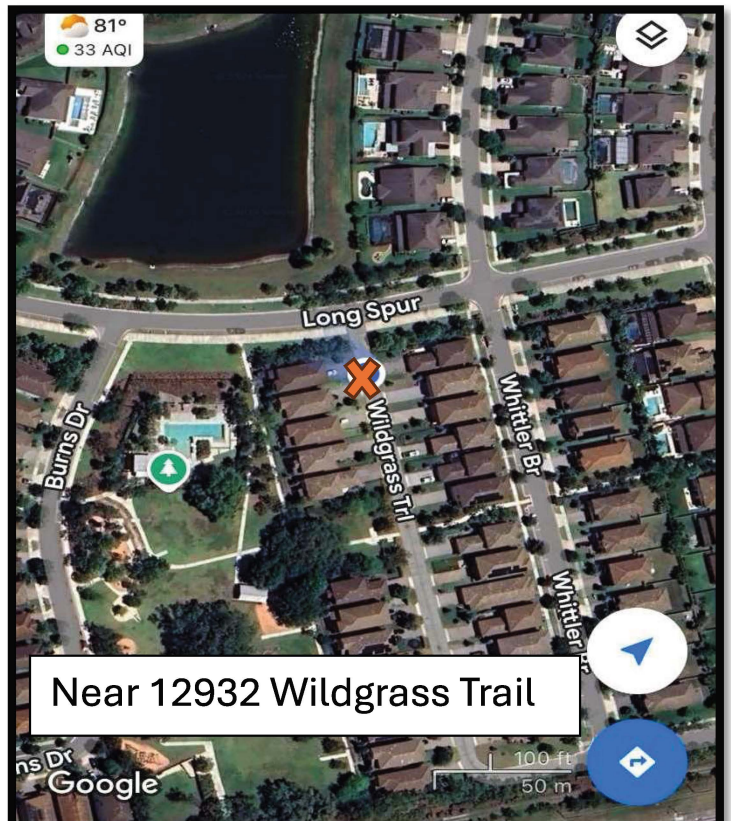 81°
33 AQI
Long Spur
Burns Dr
Wildgrass Trl
Whittler Br
Whittler Br
Near 12932 Wildgrass Trail
ns Dr
Google
100 ft
50 m